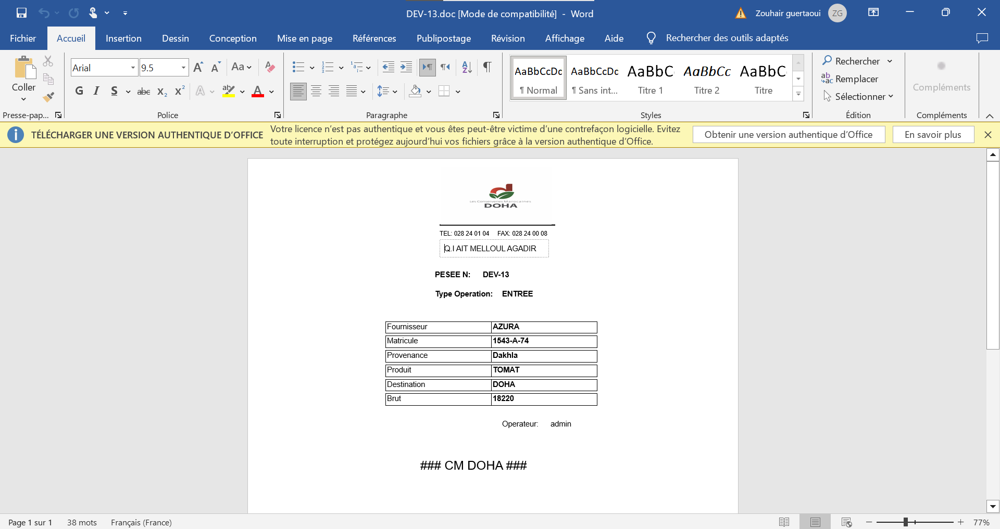 DEV-13.doc [Mode de compatibilité] - Word
Zouhair guertaoui
ZG
Fichier
Accueil
Insertion
Dessin
Conception
Mise en page
Références
Publipostage
Révision
Affichage
Aide
Rechercher des outils adaptés
Coller
Presse-pap...
Arial
9.5
Aa
G I S abc x₂ x²
Police
Paragraphe
AaBbCcDc
¶ Normal
AaBbCcDc
¶ Sans int...
AaBbC
Titre 1
AaBbCc
Titre 2
AaBbC
Titre
Styles
Rechercher
Remplacer
Sélectionner
Édition
Compléments
Compléments
TÉLÉCHARGER UNE VERSION AUTHENTIQUE D’OFFICE
Votre licence n’est pas authentique et vous êtes peut-être victime d’une contrefaçon logicielle. Evitez
toute interruption et protégez aujourd’hui vos fichiers grâce à la version authentique d’Office.
Obtenir une version authentique d’Office
En savoir plus
Les Conserveries Marocaines
DOHA
TEL: 028 24 01 04 FAX: 028 24 00 08
Q.I AIT MELLOUL AGADIR
PESEE N: DEV-13
Type Operation: ENTREE
Fournisseur AZURA
Matricule 1543-A-74
Provenance Dakhla
Produit TOMAT
Destination DOHA
Brut 18220
Operateur: admin
### CM DOHA ###
Page 1 sur 1
38 mots
Français (France)
77%